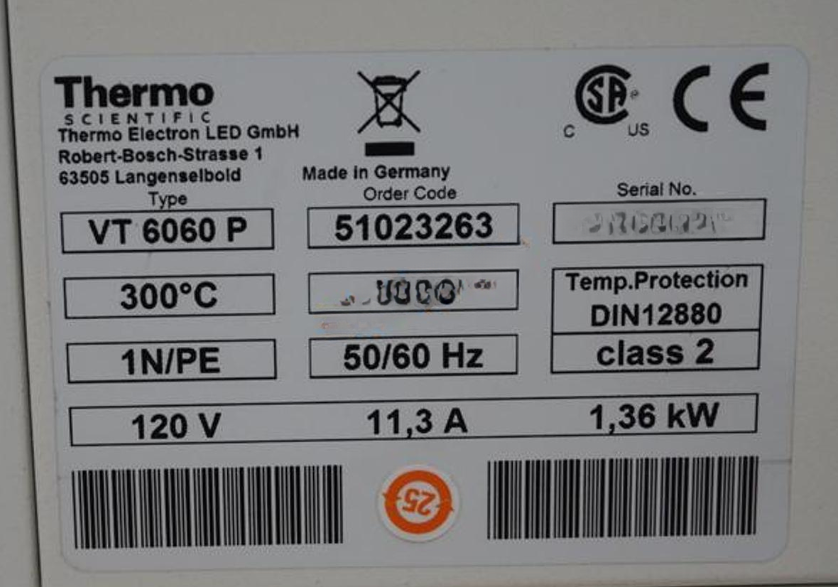 Thermo
SCIENTIFIC
Thermo Electron LED GmbH
Robert-Bosch-Strasse 1
63505 Langenselbold
Made in Germany
C SA US
CE
Type
Order Code
Serial No.
VT 6060 P
51023263
300°C
Temp.Protection
DIN12880
1N/PE
50/60 Hz
class 2
120 V 11,3 A 1,36 kW
25